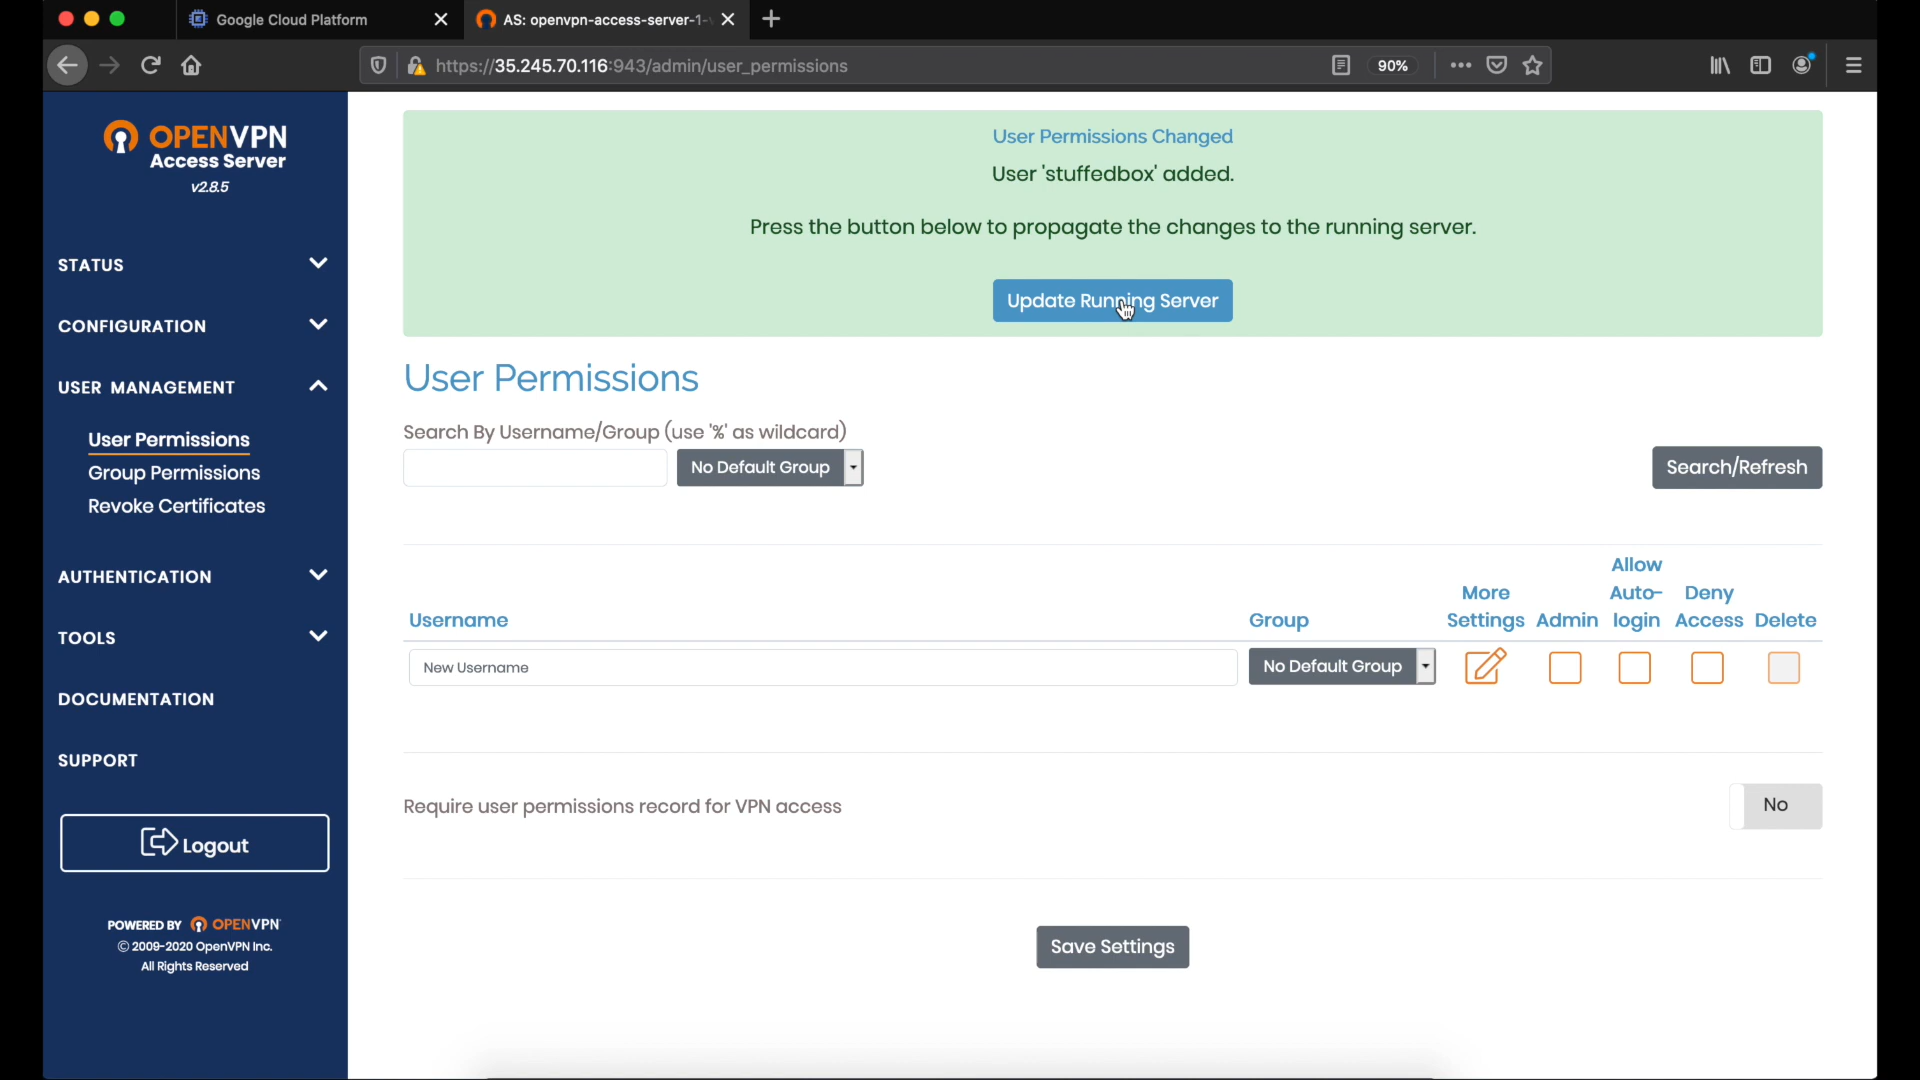 Google Cloud Platform
AS: openvpn-access-server-1-v
https://35.245.70.116:943/admin/user_permissions
90%
OPENVPN
Access Server
v2.8.5
STATUS
CONFIGURATION
USER MANAGEMENT
User Permissions
Group Permissions
Revoke Certificates
AUTHENTICATION
TOOLS
DOCUMENTATION
SUPPORT
Logout
POWERED BY OPENVPN
© 2009-2020 OpenVPN Inc.
All Rights Reserved
User Permissions Changed
User 'stuffedbox' added.
Press the button below to propagate the changes to the running server.
Update Running Server
User Permissions
Search By Username/Group (use '%' as wildcard)
No Default Group
Search/Refresh
Username
Group
More Settings
Admin
Allow Auto-login
Deny Access
Delete
New Username
No Default Group
Require user permissions record for VPN access
No
Save Settings